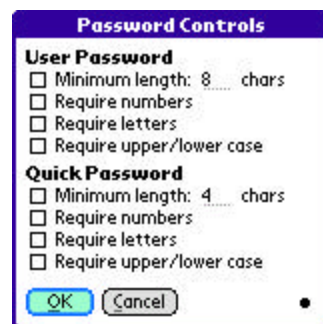 Password Controls
User Password
Minimum length: 8 chars
Require numbers
Require letters
Require upper/lower case
Quick Password
Minimum length: 4 chars
Require numbers
Require letters
Require upper/lower case
OK Cancel